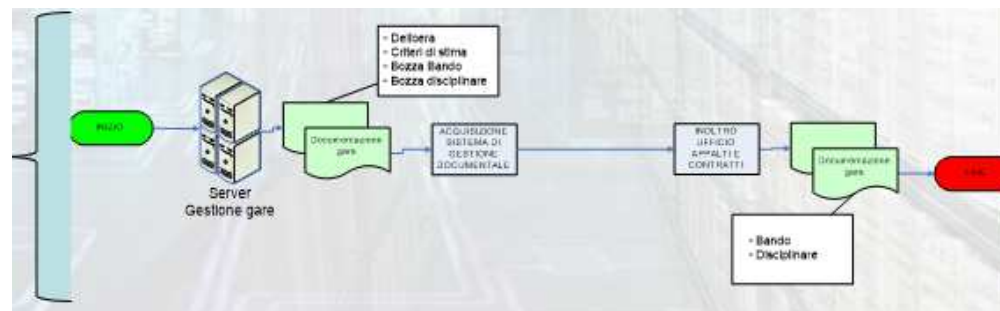 • Delibera
• Criteri di stima
• Bozza Bando
• Bozza disciplinare
INIZIO
Server
Gestione gare
Documentazione
gara
ACQUISIZIONE
SISTEMA DI
GESTIONE
DOCUMENTALE
INOLTRO
UFFICIO
APPALTI E
CONTRATTI
Documentazione
gara
• Bando
• Disciplinare